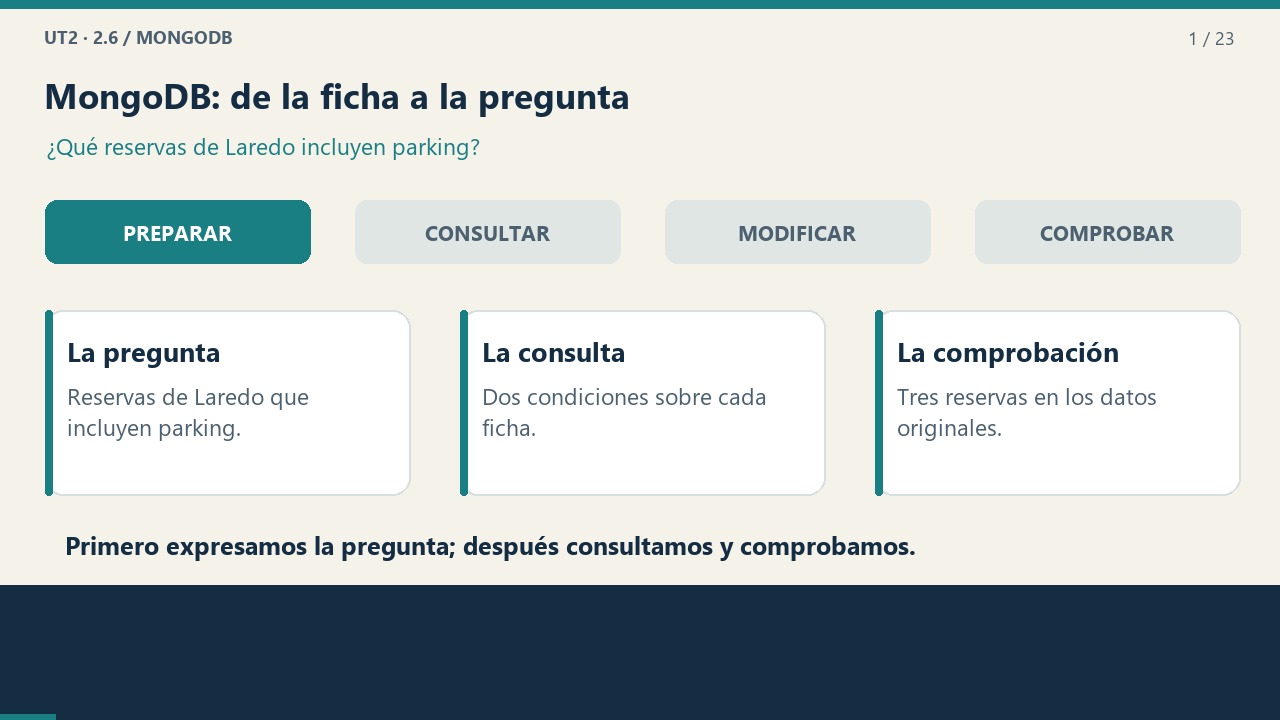 UT2 · 2.6 / MONGODB
1 / 23
MongoDB: de la ficha a la pregunta
¿Qué reservas de Laredo incluyen parking?
PREPARAR
CONSULTAR
MODIFICAR
COMPROBAR
La pregunta
Reservas de Laredo que
incluyen parking.
La consulta
Dos condiciones sobre cada
ficha.
La comprobación
Tres reservas en los datos
originales.
Primero expresamos la pregunta; después consultamos y comprobamos.